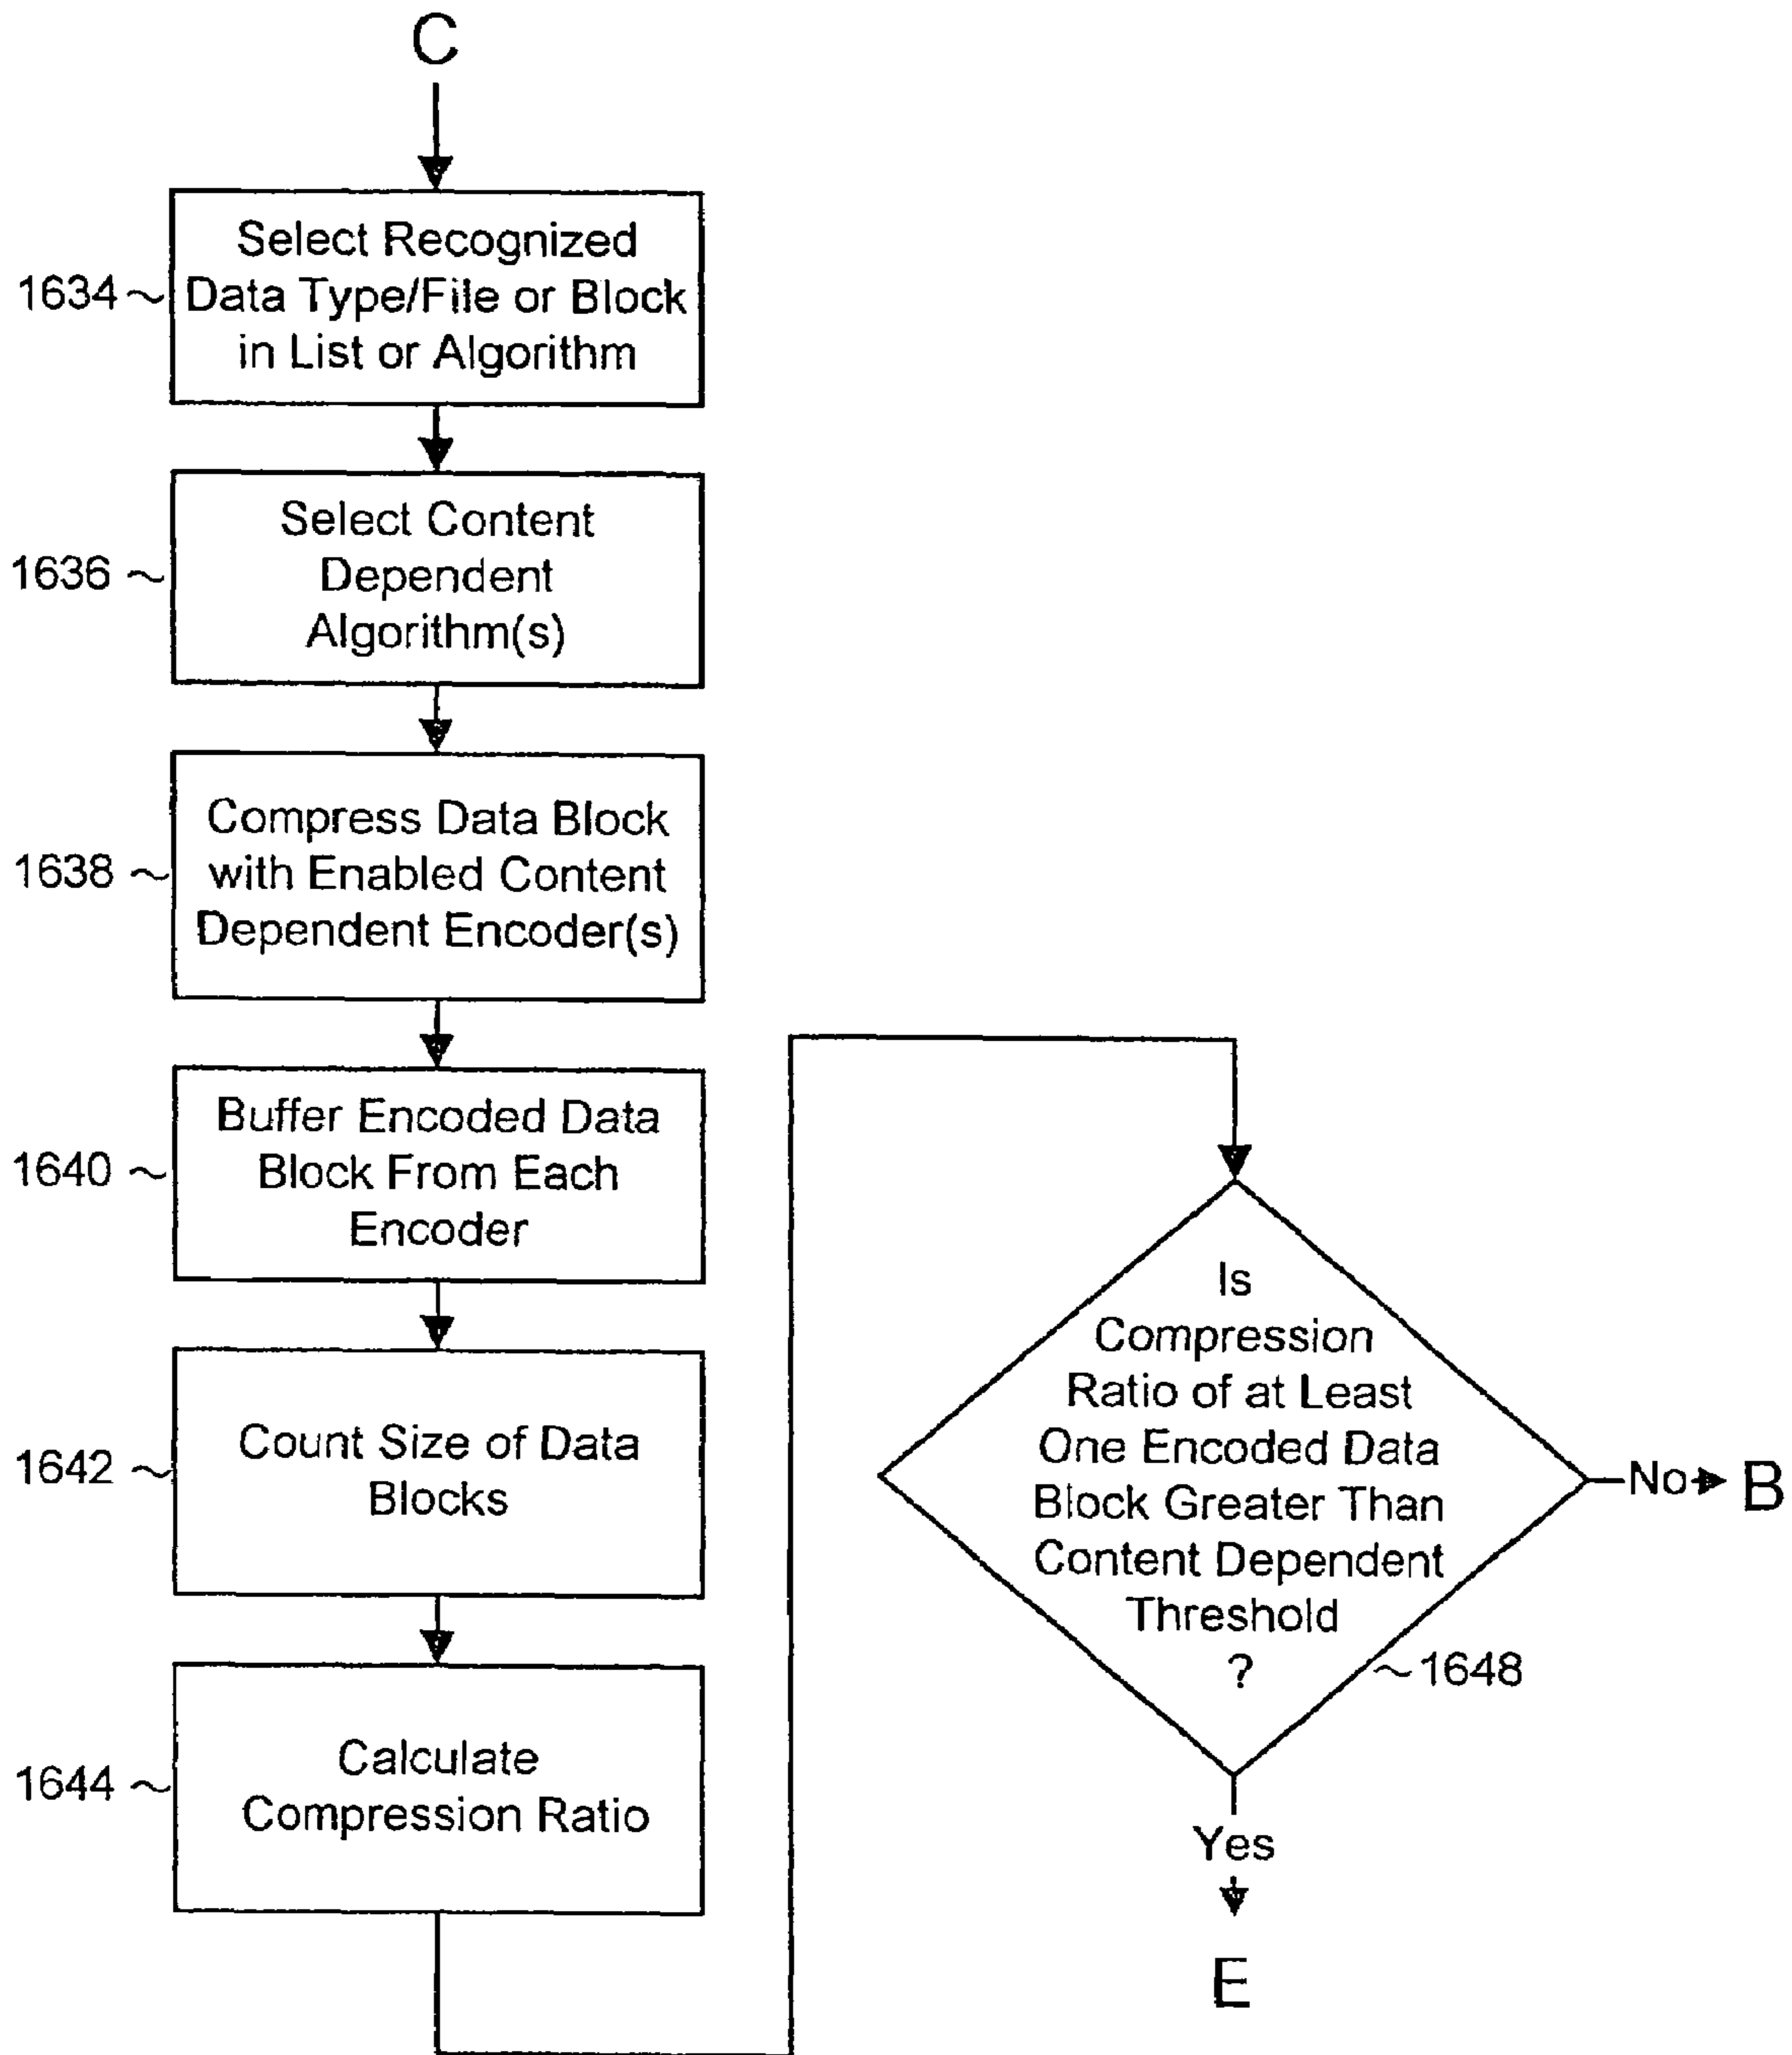 C
1634
Select Recognized
Data Type/File or Block
in List or Algorithm
1636
Select Content
Dependent
Algorithm(s)
1638
Compress Data Block
with Enabled Content
Dependent Encoder(s)
1640
Buffer Encoded Data
Block From Each
Encoder
1642
Count Size of Data
Blocks
1644
Calculate
Compression Ratio
Is
Compression
Ratio of at Least
One Encoded Data
Block Greater Than
Content Dependent
Threshold
?
1648
No
B
Yes
E